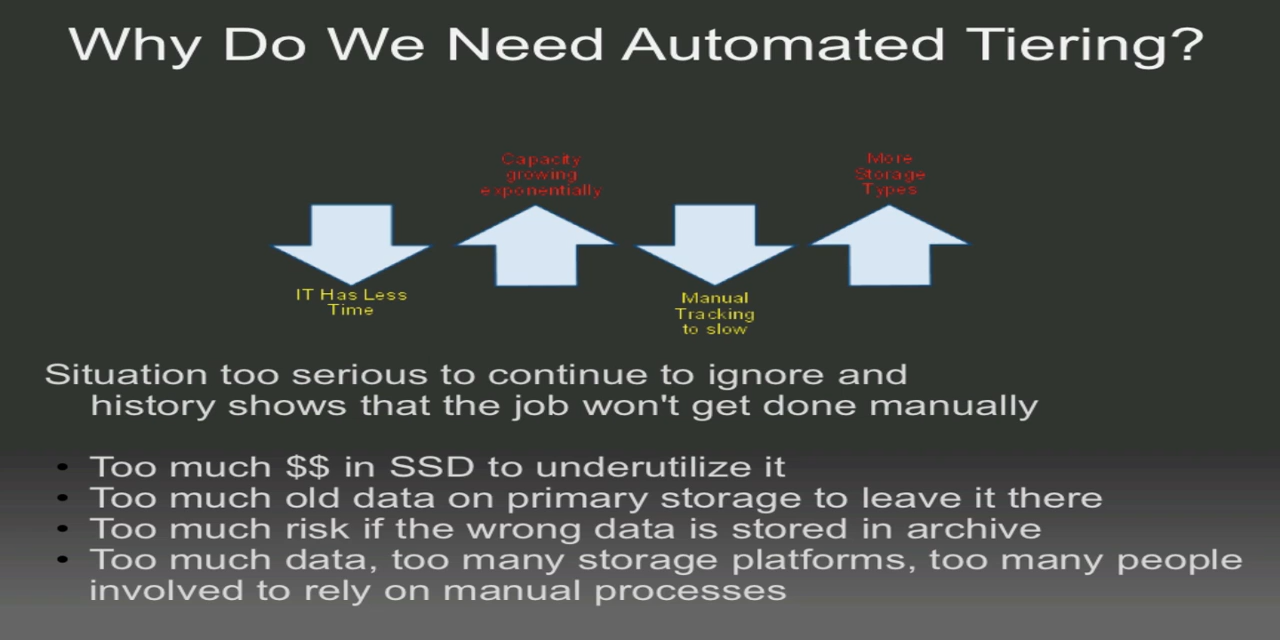 Why Do We Need Automated Tiering?
Capacity
growing
exponentially
More
Storage
Types
IT Has Less
Time
Manual
Tracking
to slow
Situation too serious to continue to ignore and
history shows that the job won't get done manually
• Too much $$ in SSD to underutilize it
• Too much old data on primary storage to leave it there
• Too much risk if the wrong data is stored in archive
• Too much data, too many storage platforms, too many people
involved to rely on manual processes